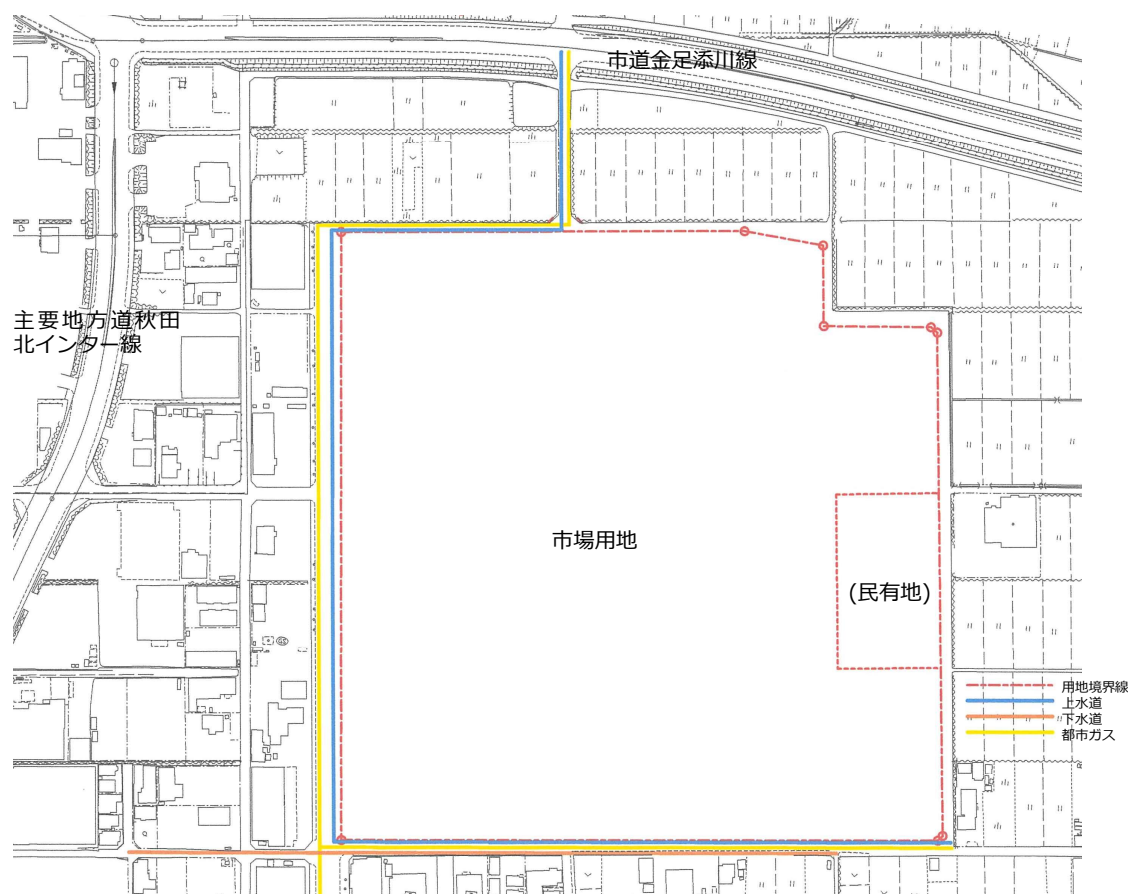 市道金足添川線
主要地方道秋田
北インター線
市場用地
(民有地)
用地境界線
上水道
下水道
都市ガス